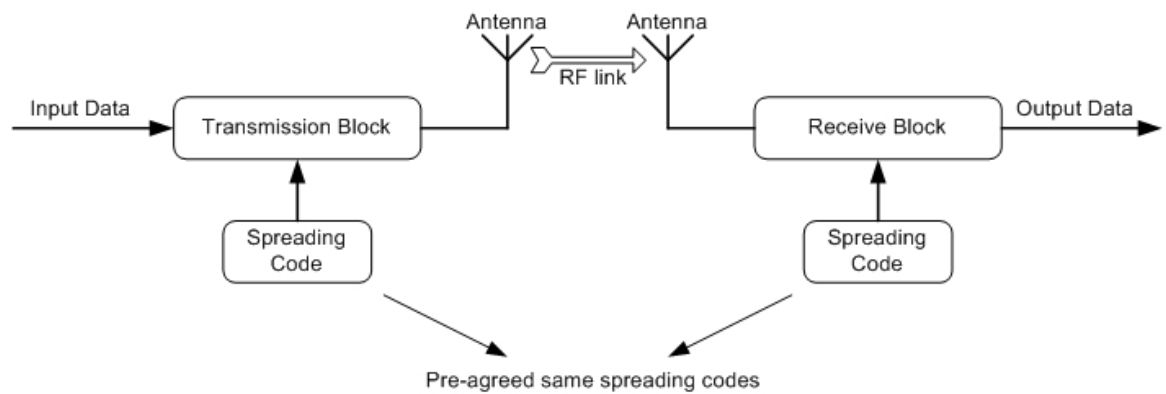 Antenna
Antenna
RF link
Input Data
Transmission Block
Receive Block
Output Data
Spreading
Code
Spreading
Code
Pre-agreed same spreading codes